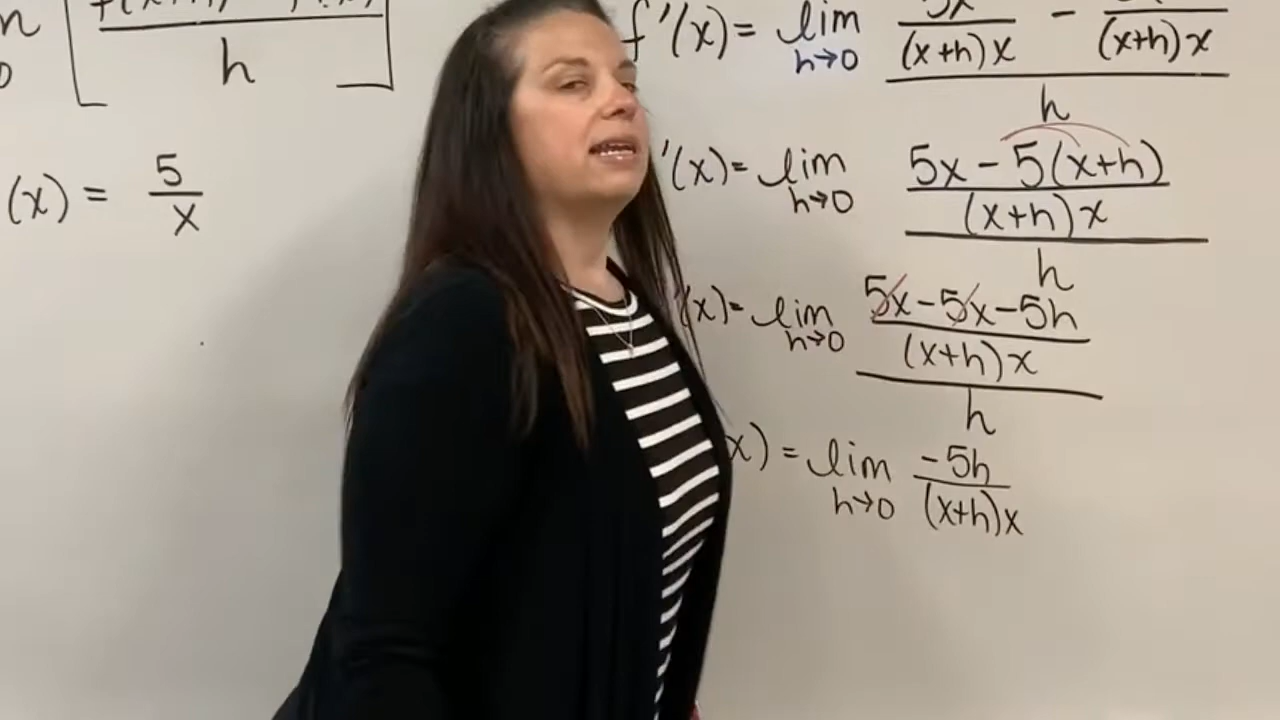 h
(x) = 5/x
f'(x) = lim h→0
(x+h)x - (x+h)x
h
'(x) = lim h→0 5x - 5(x+h)
(x+h)x
h
'(x) = lim h→0 5x - 5x - 5h
(x+h)x
h
x) = lim h→0 -5h
(x+h)x